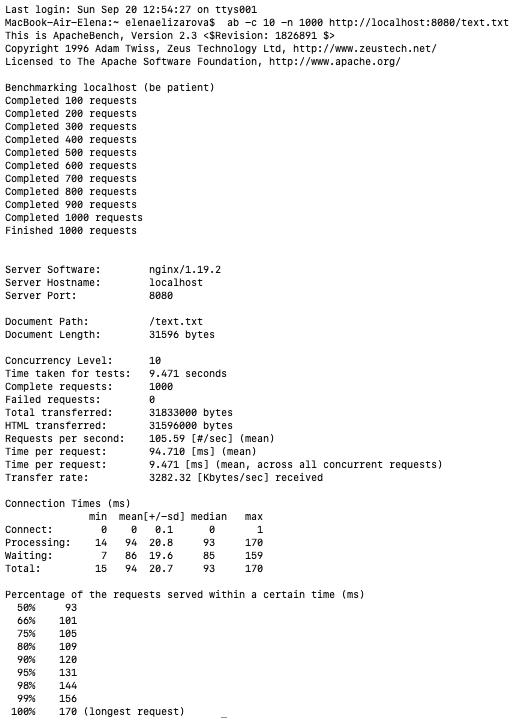 Last login: Sun Sep 20 12:54:27 on ttys001
MacBook-Air-Elena:~ elenaelizarova$  ab -c 10 -n 1000 http://localhost:8080/text.txt
This is ApacheBench, Version 2.3 <$Revision: 1826891 $>
Copyright 1996 Adam Twiss, Zeus Technology Ltd, http://www.zeustech.net/
Licensed to The Apache Software Foundation, http://www.apache.org/

Benchmarking localhost (be patient)
Completed 100 requests
Completed 200 requests
Completed 300 requests
Completed 400 requests
Completed 500 requests
Completed 600 requests
Completed 700 requests
Completed 800 requests
Completed 900 requests
Completed 1000 requests
Finished 1000 requests


Server Software:        nginx/1.19.2
Server Hostname:        localhost
Server Port:            8080

Document Path:          /text.txt
Document Length:        31596 bytes

Concurrency Level:      10
Time taken for tests:   9.471 seconds
Complete requests:      1000
Failed requests:        0
Total transferred:      31833000 bytes
HTML transferred:       31596000 bytes
Requests per second:    105.59 [#/sec] (mean)
Time per request:       94.710 [ms] (mean)
Time per request:       9.471 [ms] (mean, across all concurrent requests)
Transfer rate:          3282.32 [Kbytes/sec] received

Connection Times (ms)
              min  mean[+/-sd] median   max
Connect:        0    0   0.1      0       1
Processing:    14   94  20.8     93     170
Waiting:        7   86  19.6     85     159
Total:         15   94  20.7     93     170

Percentage of the requests served within a certain time (ms)
  50%     93
  66%    101
  75%    105
  80%    109
  90%    120
  95%    131
  98%    144
  99%    156
 100%    170 (longest request)